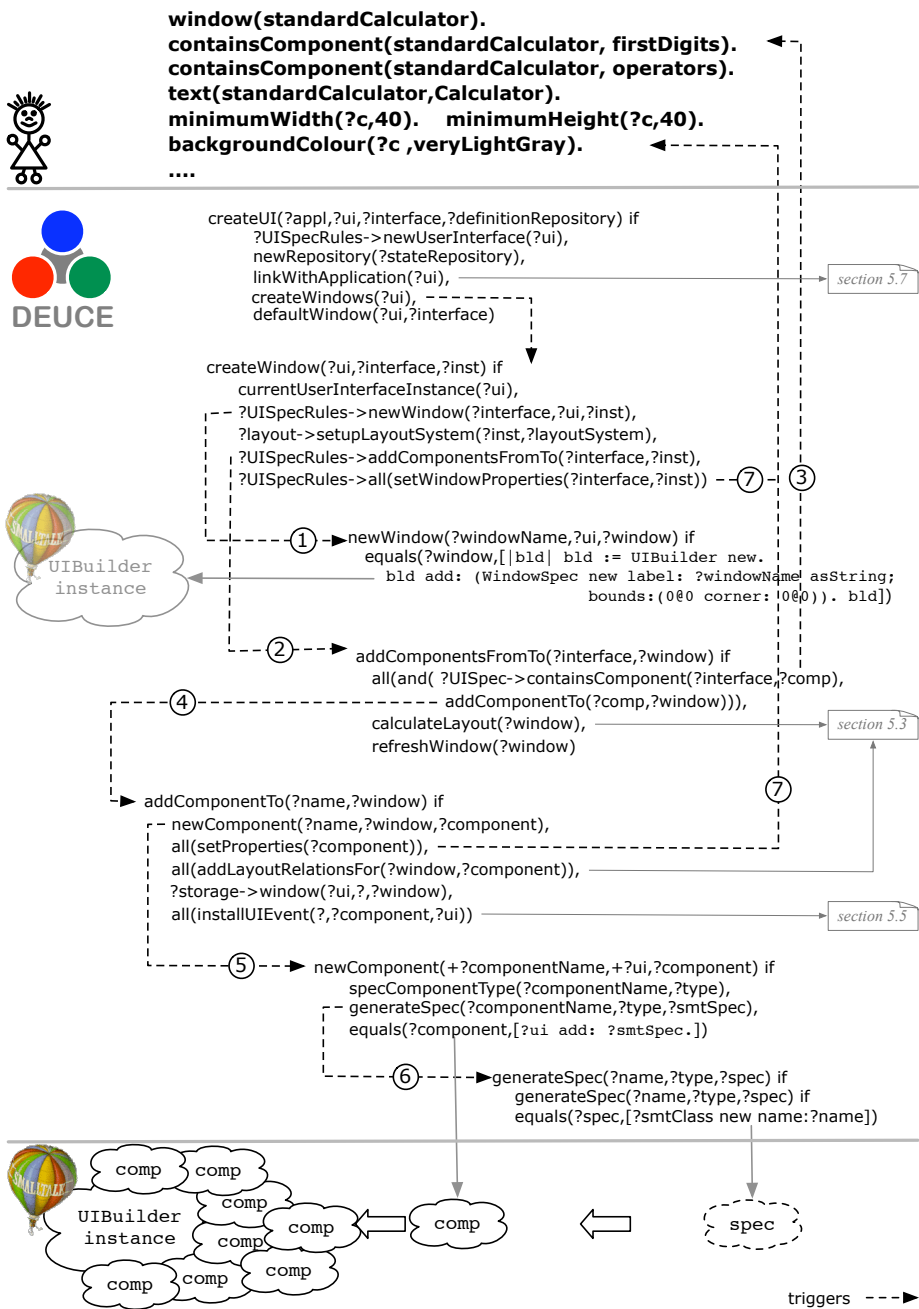 window(standardCalculator).
containsComponent(standardCalculator, firstDigits).
containsComponent(standardCalculator, operators).
text(standardCalculator,Calculator).
minimumWidth(?c,40). minimumHeight(?c,40).
backgroundColour(?c ,veryLightGray).
....
DEUCE
createUI(?appl,?ui,?interface,?definitionRepository) if
?UISpecRules->newUserInterface(?ui),
newRepository(?stateRepository),
linkWithApplication(?ui),
section 5.7
createWindows(?ui),
defaultWindow(?ui,?interface)
createWindow(?ui,?interface,?inst) if
currentUserInterfaceInstance(?ui),
?UISpecRules->newWindow(?interface,?ui,?inst),
?layout->setupLayoutSystem(?inst,?layoutSystem),
?UISpecRules->addComponentsFromTo(?interface,?inst),
?UISpecRules->all(setWindowProperties(?interface,?inst))
7
3
SMALLTALK
UIBuilder
instance
1
newWindow(?windowName,?ui,?window) if
equals(?window,[|bld| bld := UIBuilder new.
bld add: (WindowSpec new label: ?windowName asString;
bounds:(0@0 corner: 0@0)). bld])
2
addComponentsFromTo(?interface,?window) if
all(and( ?UISpec->containsComponent(?interface,?comp),
4
addComponentTo(?comp,?window))),
calculateLayout(?window),
section 5.3
refreshWindow(?window)
7
addComponentTo(?name,?window) if
newComponent(?name,?window,?component),
all(setProperties(?component)),
all(addLayoutRelationsFor(?window,?component)),
?storage->window(?ui,?,?window),
all(installUIEvent(?,?component,?ui))
section 5.5
5
newComponent(+?componentName,+?ui,?component) if
specComponentType(?componentName,?type),
generateSpec(?componentName,?type,?smtSpec),
equals(?component,[?ui add: ?smtSpec.])
6
generateSpec(?name,?type,?spec) if
generateSpec(?name,?type,?spec) if
equals(?spec,[?smtClass new name:?name])
SMALLTALK
comp
comp
comp
UIBuilder
instance
comp
comp
comp
comp
comp
comp
comp
spec
triggers